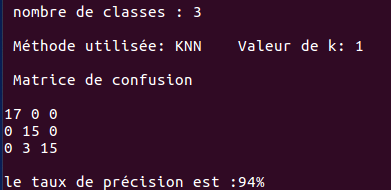 nombre de classes : 3
Méthode utilisée: KNN    Valeur de k: 1
Matrice de confusion
17 0 0
0 15 0
0 3 15
le taux de précision est :94%